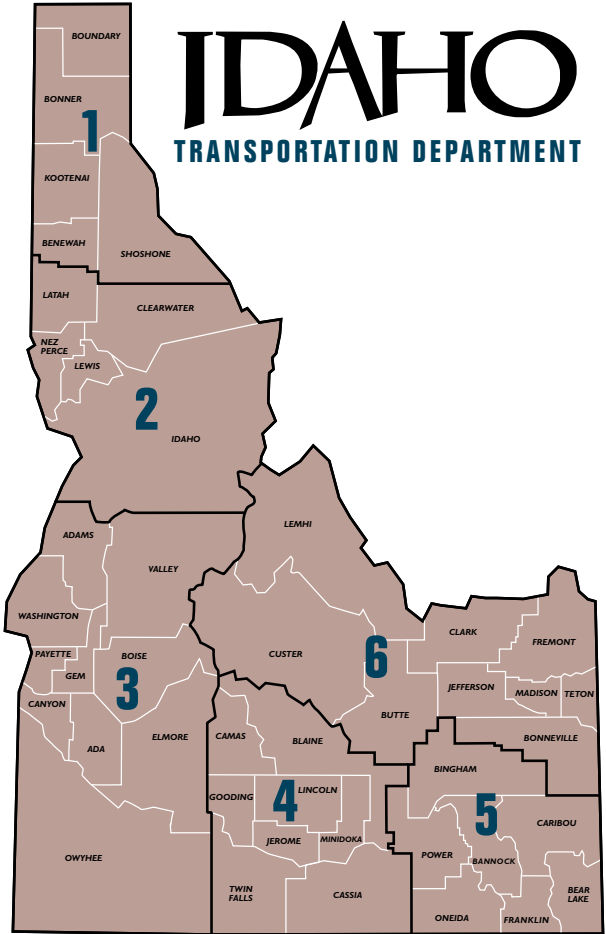 IDAHO
TRANSPORTATION DEPARTMENT
BOUNDARY
BONNER
1
KOOTENAI
BENEWAH
SHOSHONE
LATAH
CLEARWATER
NEZ
PERCE
LEWIS
2
IDAHO
LEMHI
ADAMS
VALLEY
WASHINGTON
CLARK
FREMONT
PAYETTE
BOISE
CUSTER
6
GEM
3
JEFFERSON
MADISON
TETON
CANYON
BUTTE
ADA
ELMORE
CAMAS
BLAINE
BONNEVILLE
BINGHAM
GOODING
4
LINCOLN
5
CARIBOU
JEROME
MINIDOKA
OWYHEE
POWER
BANNOCK
TWIN
FALLS
CASSIA
BEAR
LAKE
ONEIDA
FRANKLIN